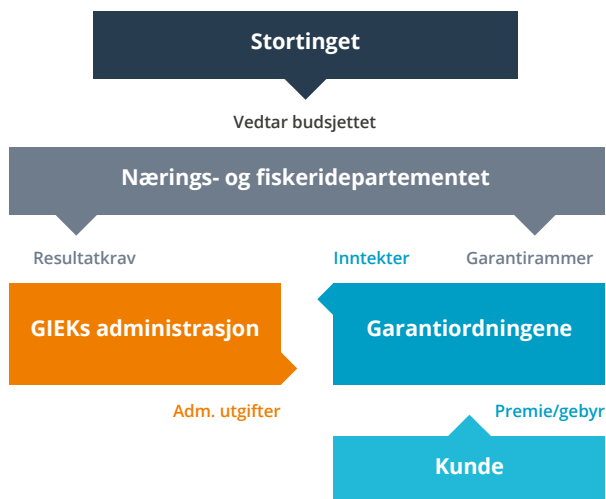 Stortinget
Vedtar budsjettet
Nærings- og fiskeridepartementet
Resultatkrav
Inntekter
Garantirammer
GIEKs administrasjon
Garantiordningene
Adm. utgifter
Premie/gebyr
Kunde